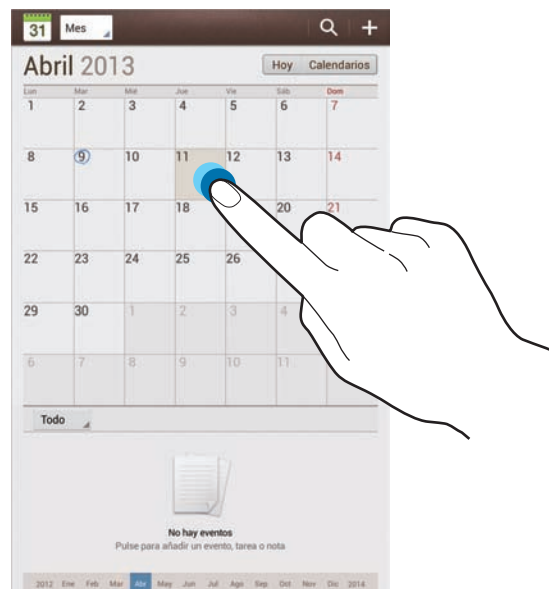 31 Mes
Abril 2013 Hoy Calendarios
Lun Mar Mié Jue Vie Sáb Dom
1 2 3 4 5 6 7
8 9 10 11 12 13 14
15 16 17 18 20 21
22 23 24 25 26
29 30 1 2 3 4
6 7 8 9 10 11
Todo
No hay eventos
Pulse para añadir un evento, tarea o nota
2012 Ene Feb Mar Abr May Jun Jul Ago Sep Oct Nov Dic 2014